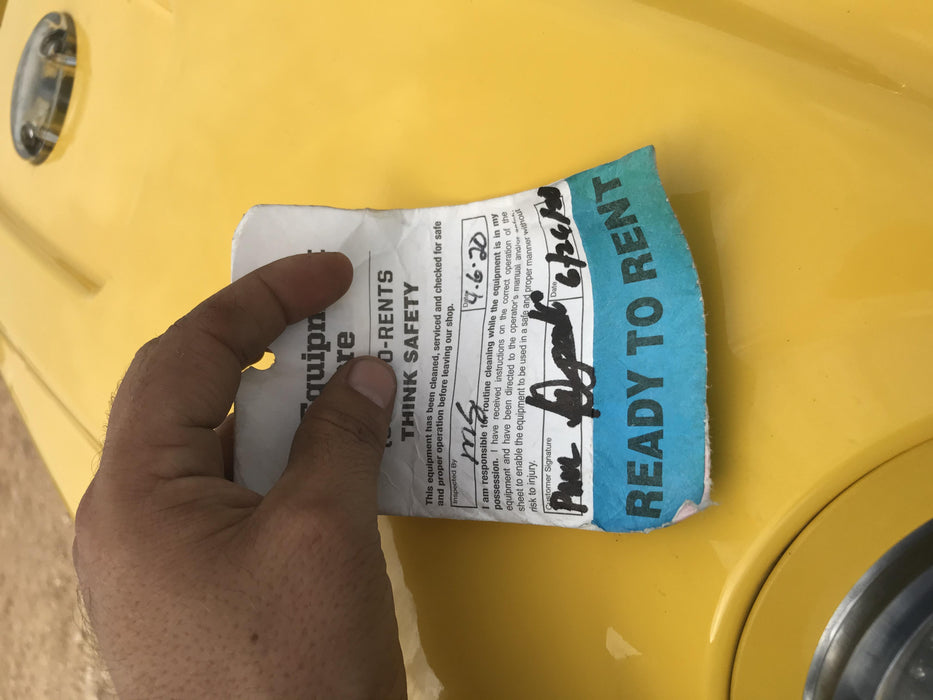 Equipm
re
O-RENTS
THINK SAFETY
This equipment has been cleaned, serviced and checked for safe
and proper operation before leaving our shop.
Inspected By MS Date 4.6.20
I am responsible for routine cleaning while the equipment is in my
possession. I have received instructions on the correct operation of the
equipment and have been directed to the operator's manual and/or
sheet to enable the equipment to be used in a safe and proper manner without
risk to injury.
Customer Signature Date 6/26/20
READY TO RENT